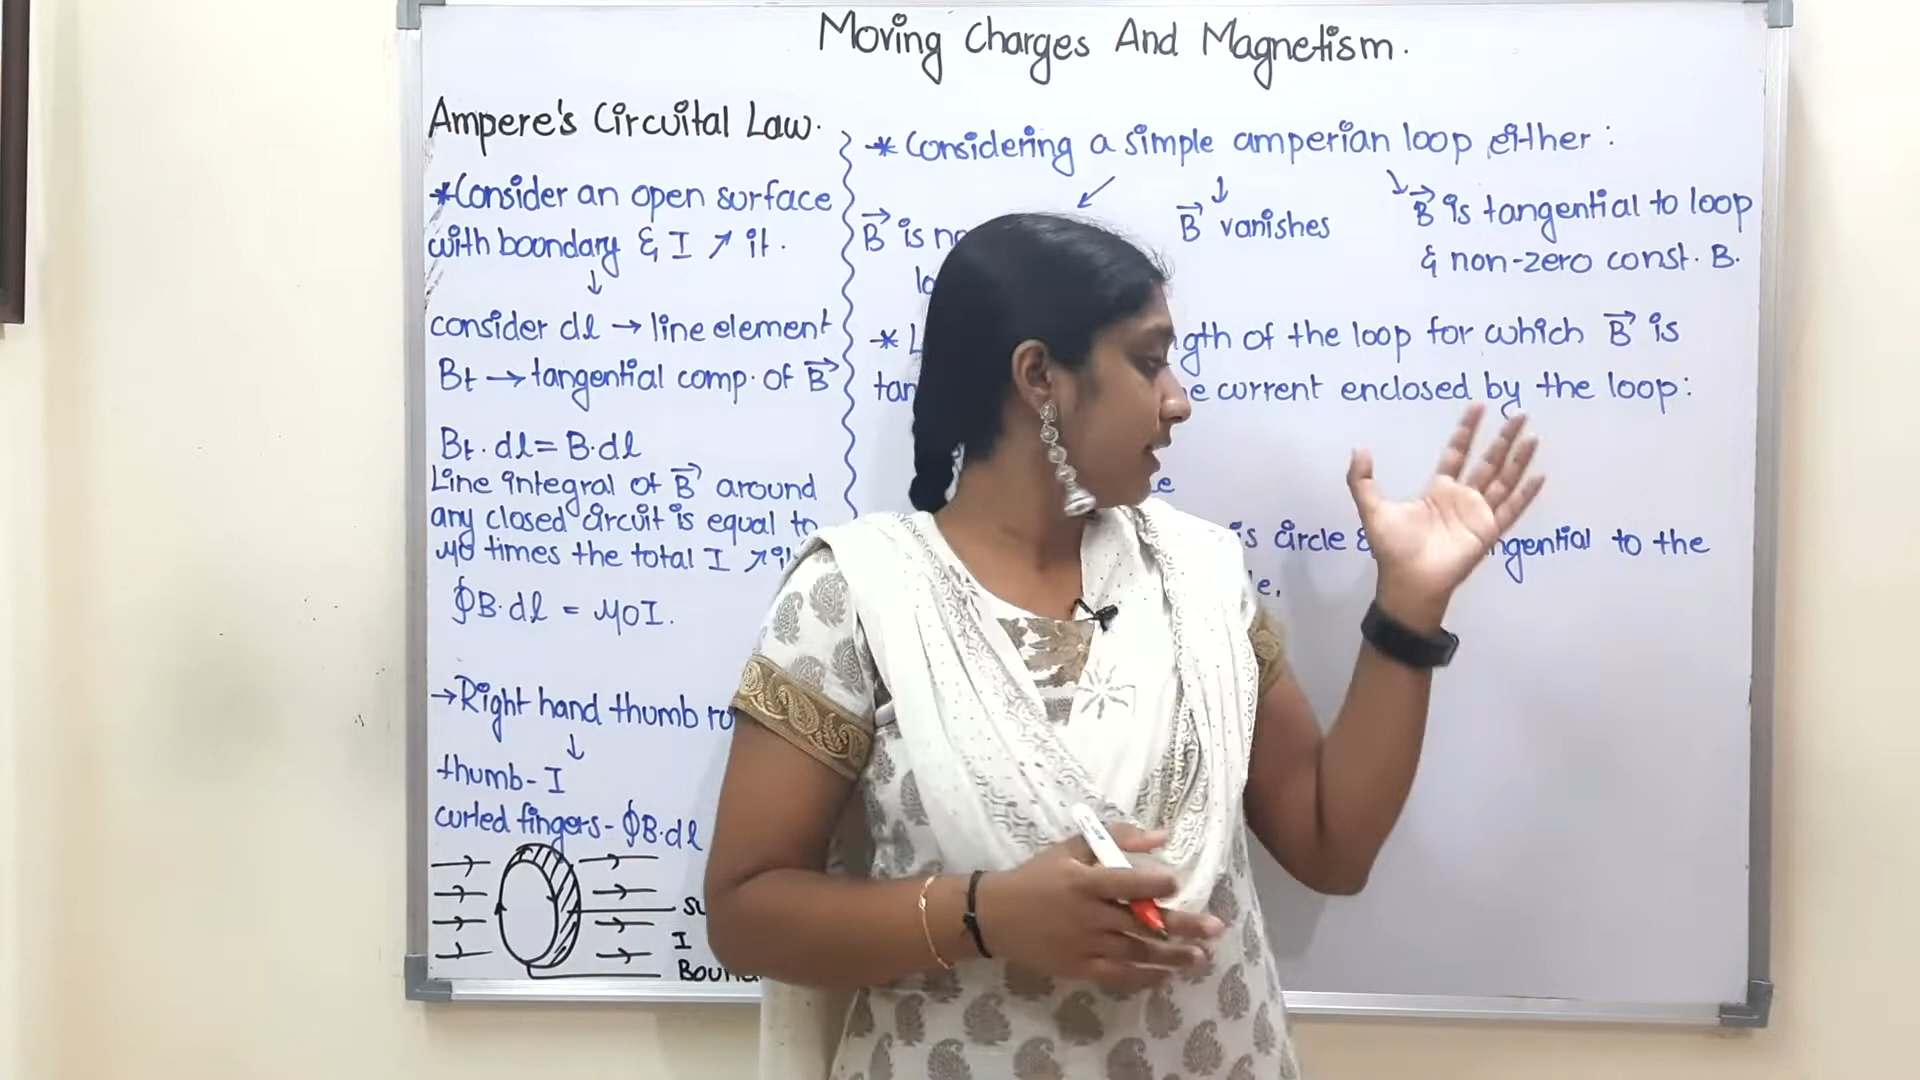 Moving Charges And Magnetism.
Ampere's Circuital Law.
*Consider an open surface
with boundary & I ↗ it.
↓
consider dl → line element
Bt → tangential comp. of B⃗
Bt. dl = B. dl
Line integral of B⃗ around
any closed circuit is equal to
μ0 times the total I ↗
∮B. dl = μ0I.
→Right hand thumb
↓
thumb- I
curled fingers- ∮B.dl
I
* Considering a simple amperian loop either :
B⃗ is
B⃗ vanishes
B⃗ is tangential to loop
& non-zero const. B.
* of the loop for which B⃗ is
current enclosed by the loop:
is circle & to the